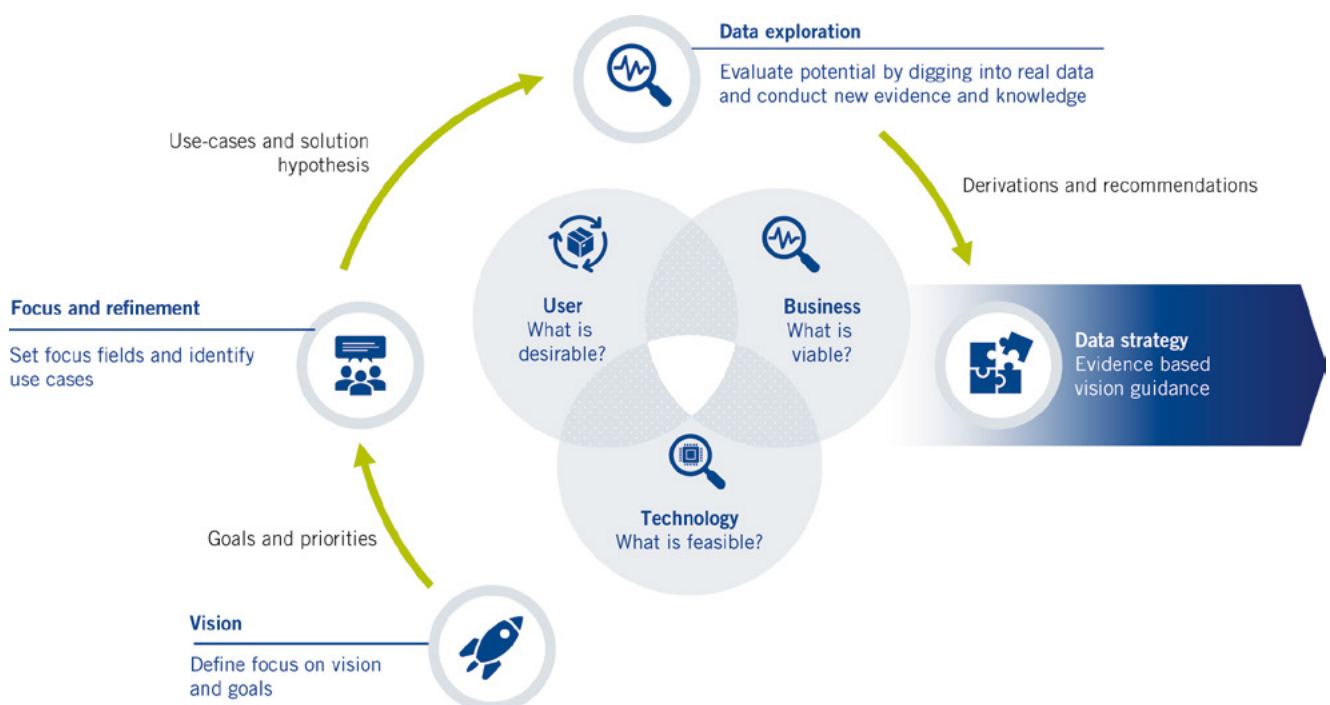 Data exploration
Evaluate potential by digging into real data
and conduct new evidence and knowledge
Use-cases and solution
hypothesis
Derivations and recommendations
User
What is
desirable?
Business
What is
viable?
Technology
What is feasible?
Focus and refinement
Set focus fields and identify
use cases
Data strategy
Evidence based
vision guidance
Goals and priorities
Vision
Define focus on vision
and goals